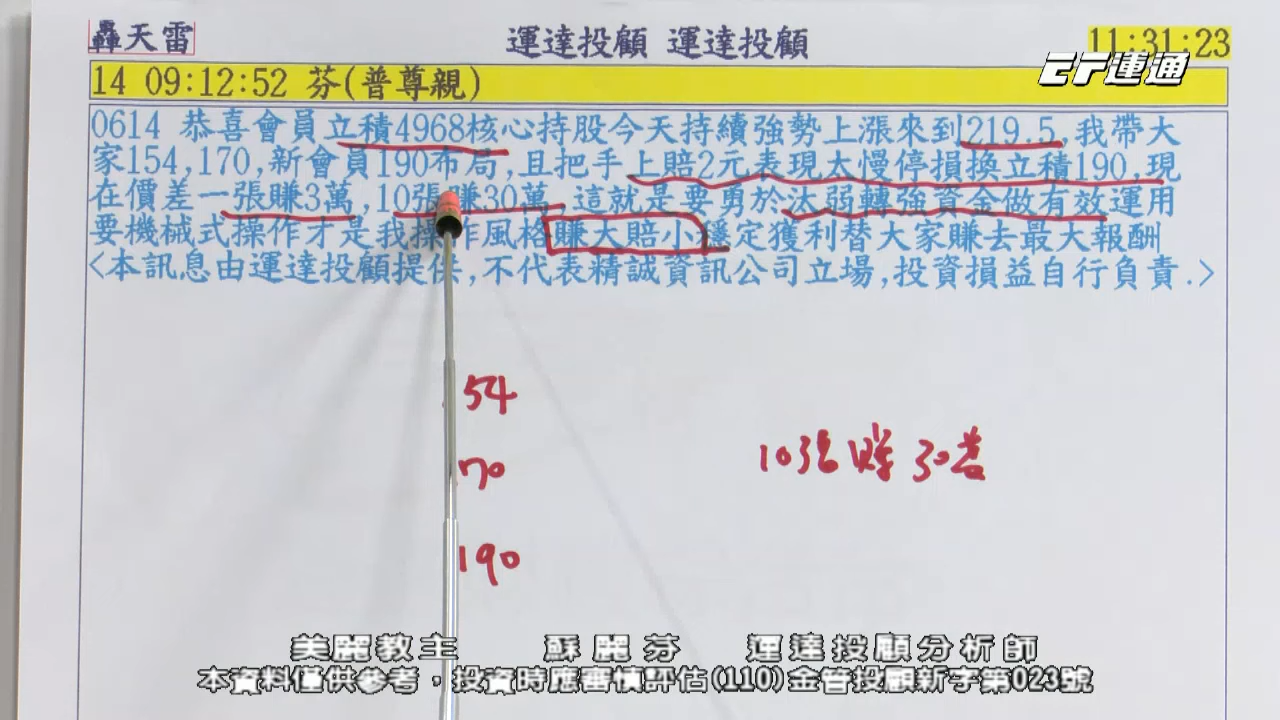 轟天雷
運達投顧 運達投顧
11:31:23
EF運通
14 09:12:52 芬(普尊親)
0614 恭喜會員立積4968核心持股今天持續強勢上漲來到219.5,我帶大
家154,170,新會員190布局,且把手上賠2元表現太慢停損換立積190,現
在價差一張賺3萬,10張賺30萬,這就是要勇於汰弱轉強資金做有效運用
要機械式操作才是我操作風格賺大賠小穩定獲利替大家賺去最大報酬
<本訊息由運達投顧提供,不代表精誠資訊公司立場,投資損益自行負責.>
54
70
190
10張賺30萬
美麗教主 蘇麗芬 運達投顧分析師
本資料僅供參考，投資時應審慎評估(110)金管投顧新字第023號